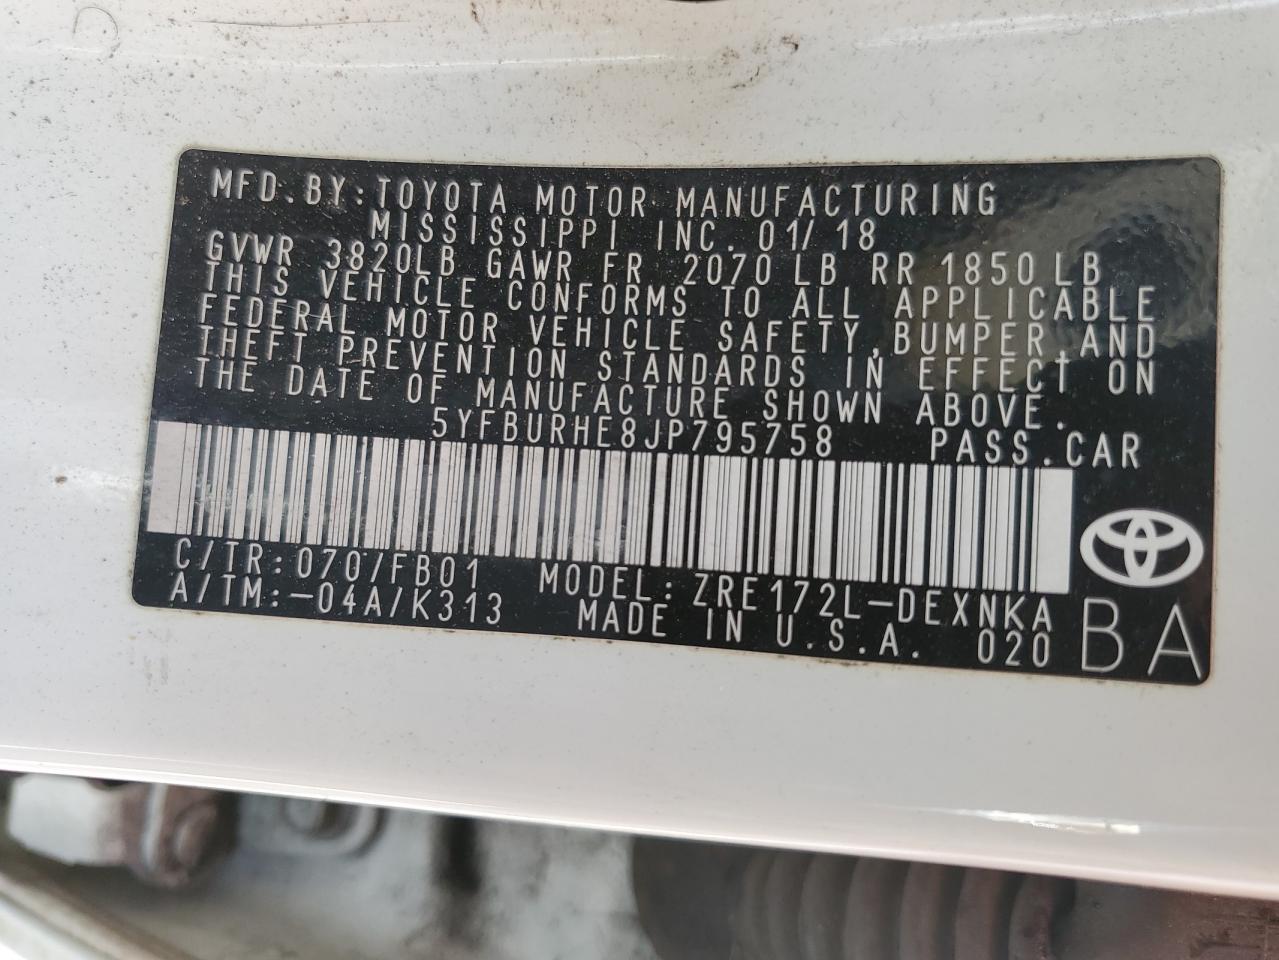 MFD.BY:TOYOTA MOTOR MANUFACTURING
MISSISSIPPI INC. 01/18
GVWR 3820LB GAWR FR 2070 LB RR 1850 LB
THIS VEHICLE CONFORMS TO ALL APPLICABLE
FEDERAL MOTOR VEHICLE SAFETY,BUMPER,AND
THEFT PREVENTION STANDARDS IN EFFECT ON
THE DATE OF MANUFACTURE SHOWN ABOVE.
5YFBURHE8JP795758 PASS.CAR
C/TR:070/FB01 MODEL:ZRE172L-DEXNKA
A/TM:-04A/K313 MADE IN U.S.A. 020 BA